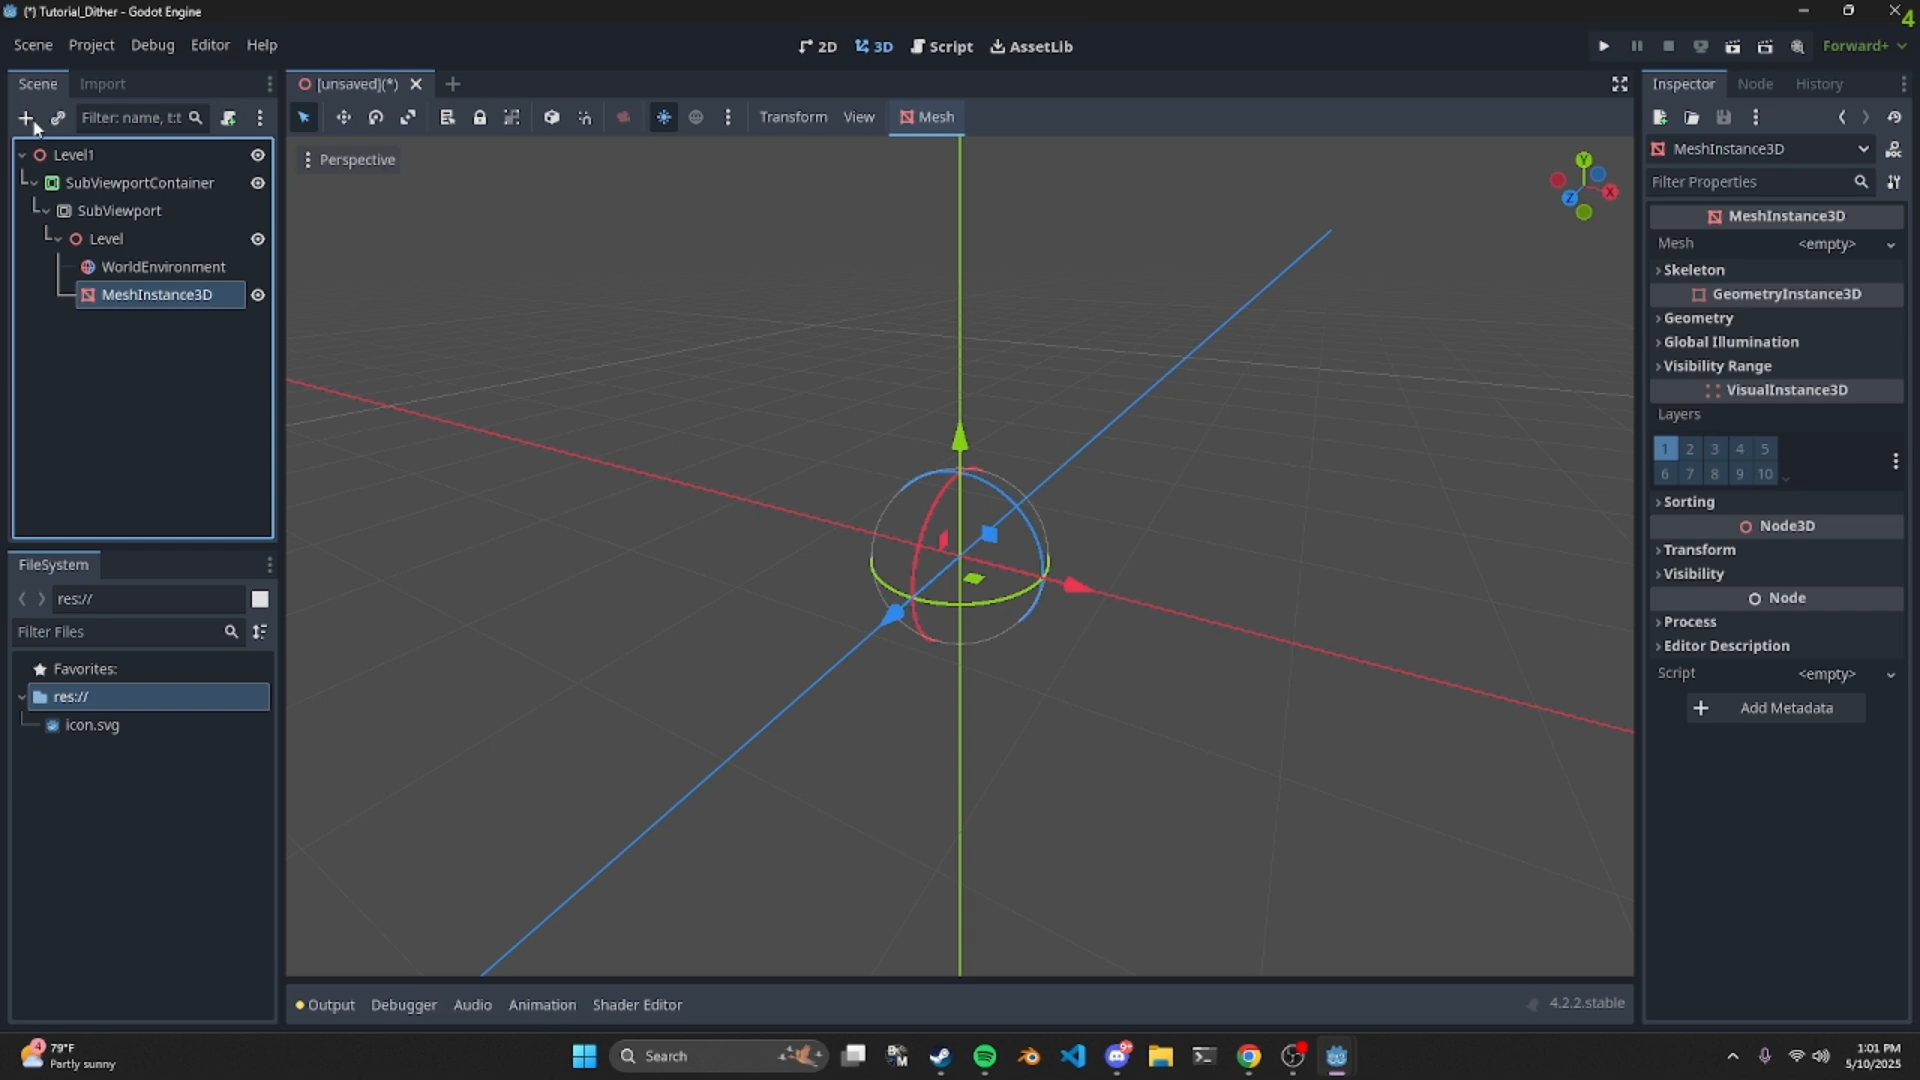 (*) Tutorial_Dither - Godot Engine
4
Scene Project Debug Editor Help
2D 3D Script AssetLib
Forward+
Scene Import
[unsaved](*)
Inspector Node History
Filter: name, t:t
Transform View Mesh
Level1
SubViewportContainer
SubViewport
Level
WorldEnvironment
MeshInstance3D
Perspective
Y
X
Z
MeshInstance3D
DOC
Filter Properties
MeshInstance3D
Mesh <empty>
Skeleton
GeometryInstance3D
Geometry
Global Illumination
Visibility Range
VisualInstance3D
Layers
1 2 3 4 5
6 7 8 9 10
Sorting
Node3D
Transform
Visibility
Node
Process
Editor Description
Script <empty>
Add Metadata
FileSystem
res://
Filter Files
Favorites:
res://
icon.svg
Output Debugger Audio Animation Shader Editor
4.2.2.stable
4
79°F
Partly sunny
Search
9+
1:01 PM
5/10/2025